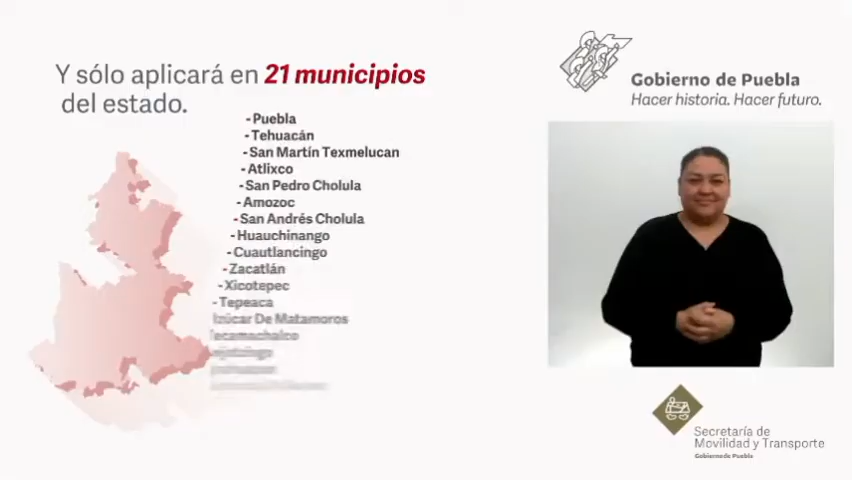 Y sólo aplicará en 21 municipios
del estado.
- Puebla
- Tehuacán
- San Martín Texmelucan
- Atlixco
- San Pedro Cholula
- Amozoc
- San Andrés Cholula
- Huauchinango
- Cuautlancingo
- Zacatlán
- Xicotepec
- Tepeaca
Izúcar De Matamoros
Tecamachalco
Gobierno de Puebla
Hacer historia. Hacer futuro.
Secretaría de
Movilidad y Transporte
Gobierno de Puebla